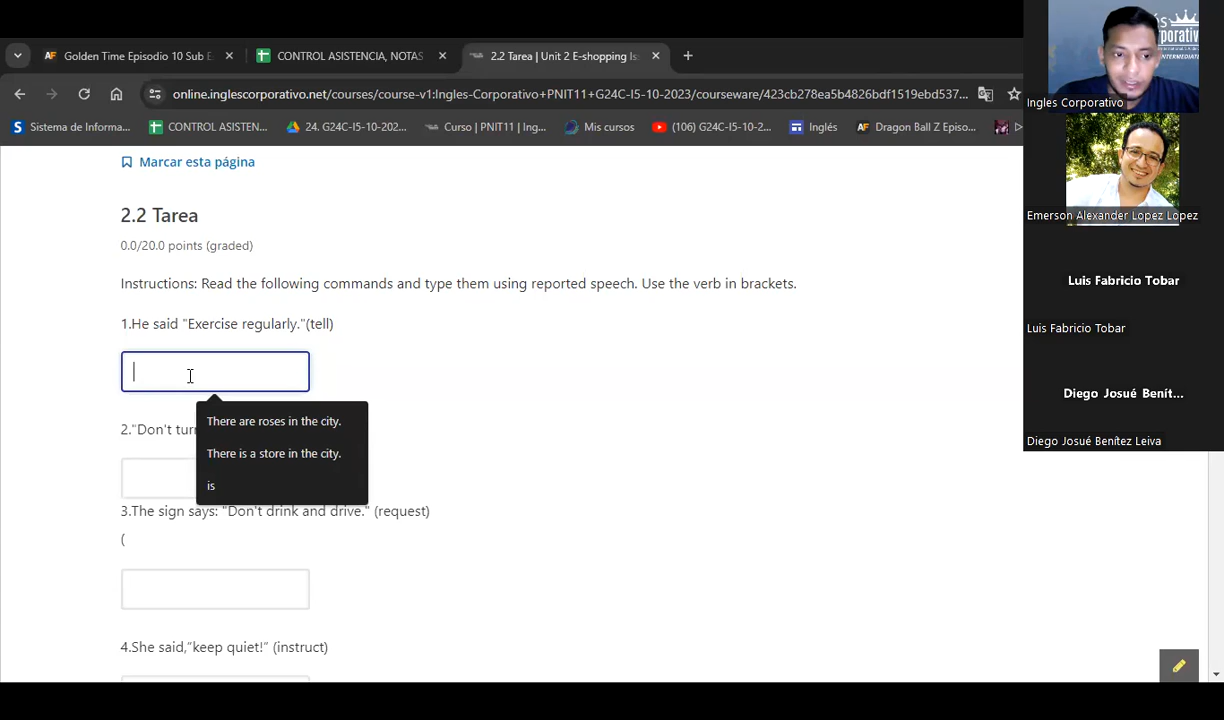 Golden Time Episodio 10 Sub E
CONTROL ASISTENCIA, NOTAS
2.2 Tarea | Unit 2 E-shopping Is
online.inglescorporativo.net/courses/course-v1:Ingles-Corporativo+PNIT11+G24C-I5-10-2023/courseware/423cb278ea5b4826bdf1519ebd537...
Sistema de Informa...
CONTROL ASISTEN...
24. G24C-I5-10-202...
Curso | PNIT11 | Ing...
Mis cursos
(106) G24C-I5-10-2...
Inglés
Dragon Ball Z Episo...
Marcar esta página
2.2 Tarea
0.0/20.0 points (graded)
Instructions: Read the following commands and type them using reported speech. Use the verb in brackets.
1.He said "Exercise regularly."(tell)
There are roses in the city.
There is a store in the city.
is
2."Don't turn
3.The sign says: "Don't drink and drive." (request)
(
4.She said,“keep quiet!” (instruct)
Ingles Corporativo
Emerson Alexander Lopez Lopez
Luis Fabricio Tobar
Luis Fabricio Tobar
Diego Josué Benít...
Diego Josué Benítez Leiva